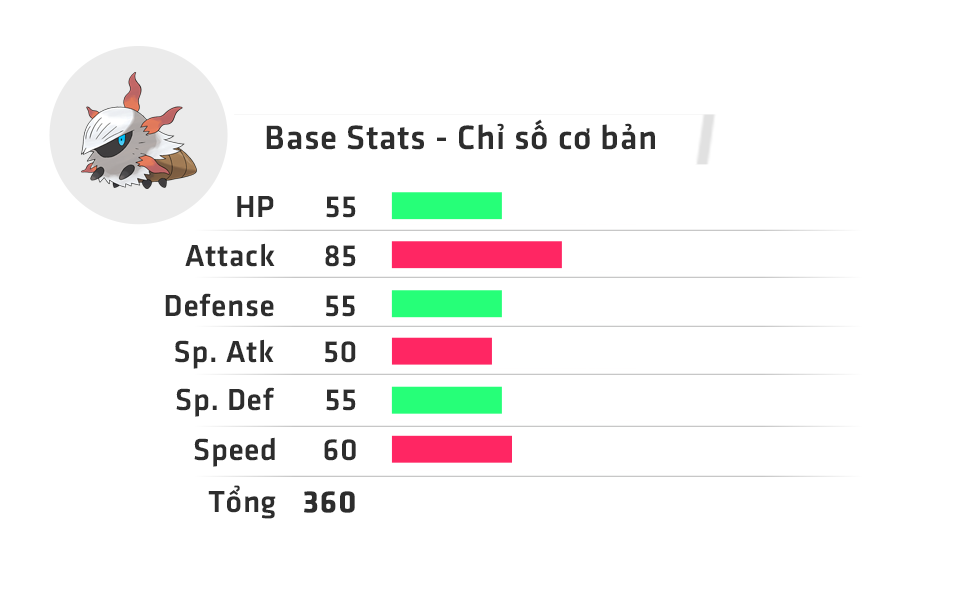 Base Stats - Chỉ số cơ bản
HP 55
Attack 85
Defense 55
Sp. Atk 50
Sp. Def 55
Speed 60
Tổng 360